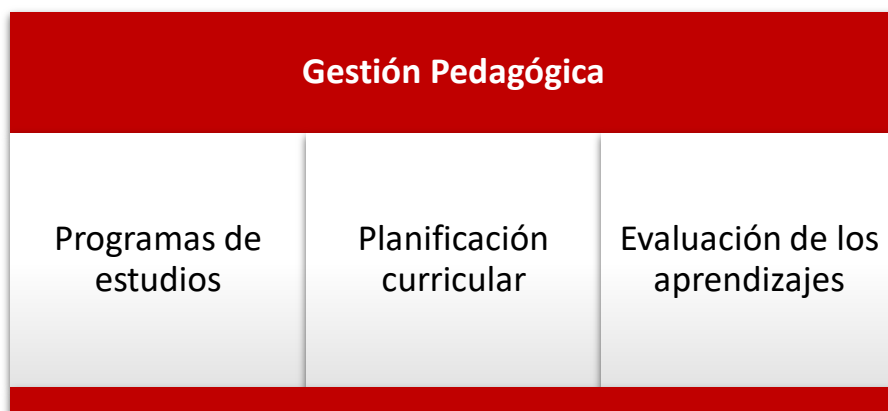 Gestión Pedagógica
Programas de
estudios
Planificación
curricular
Evaluación de los
aprendizajes